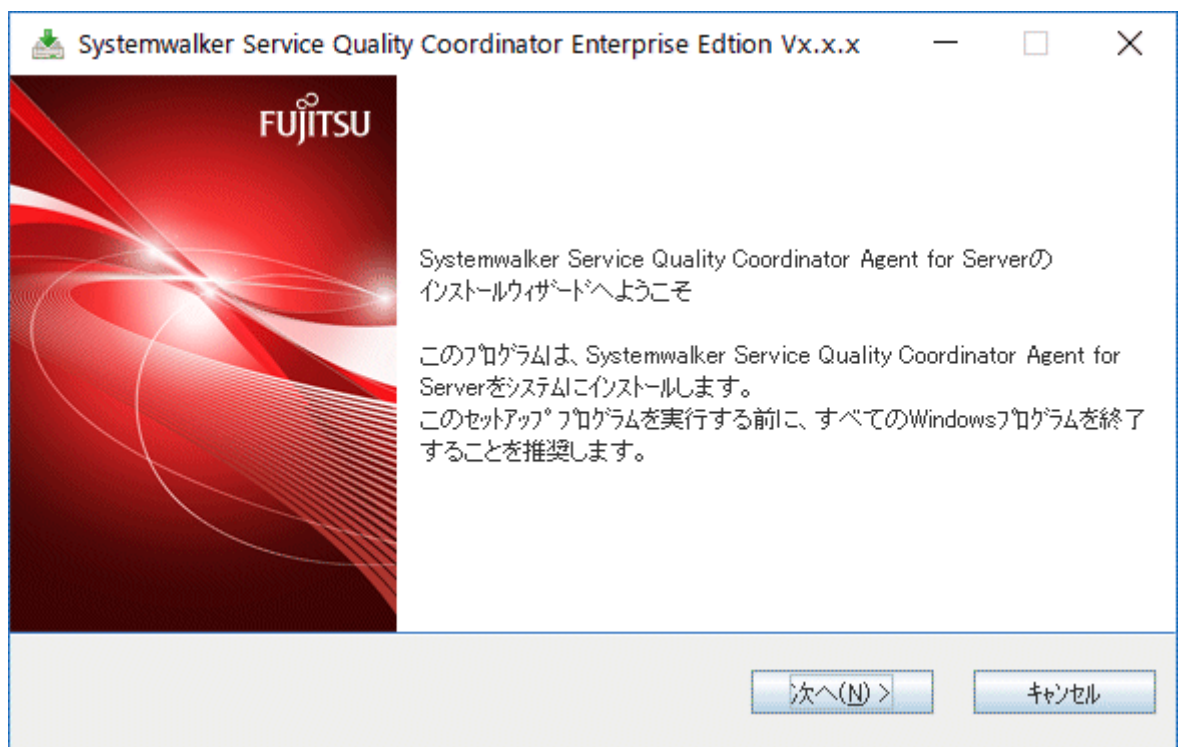 Systemwalker Service Quality Coordinator Enterprise Edtion Vx.x.x
FUJITSU
Systemwalker Service Quality Coordinator Agent for Serverの
インストールウィザードへようこそ
このプログラムは、Systemwalker Service Quality Coordinator Agent for
Serverをシステムにインストールします。
このセットアップ プログラムを実行する前に、すべてのWindowsプログラムを終了
することを推奨します。
次へ(N) >
キャンセル